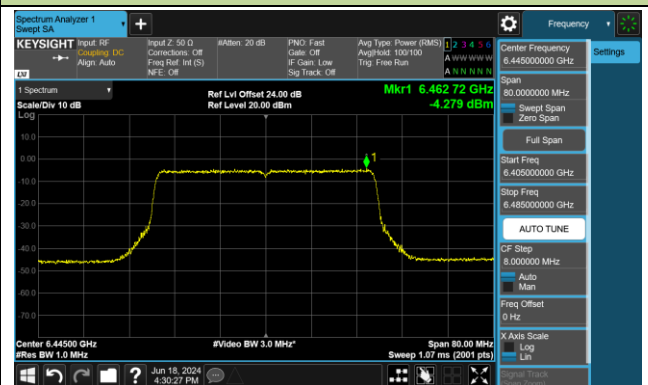 Spectrum Analyzer 1
Swept SA
+
Frequency
KEYSIGHT
Input: RF
Coupling: DC
Align: Auto
Input Z: 50 Ω
Corrections: Off
Freq Ref: Int (S)
NFE: Off
#Atten: 20 dB
PNO: Fast
Gate: Off
IF Gain: Low
Sig Track: Off
Avg Type: Power (RMS)
Avg|Hold: 100/100
Trig: Free Run
1 2 3 4 5 6
A W W W W W
A N N N N N
LXI
Center Frequency
6.445000000 GHz
Settings
Span
80.0000000 MHz
Swept Span
Zero Span
Full Span
Start Freq
6.405000000 GHz
Stop Freq
6.485000000 GHz
AUTO TUNE
CF Step
8.000000 MHz
Auto
Man
Freq Offset
0 Hz
X Axis Scale
Log
Lin
Signal Track
1 Spectrum
Scale/Div 10 dB
Log
Ref Lvl Offset 24.00 dB
Ref Level 20.00 dBm
Mkr1 6.462 72 GHz
-4.279 dBm
1
10.0
0.00
-10.0
-20.0
-30.0
-40.0
-50.0
-60.0
-70.0
Center 6.44500 GHz
#Res BW 1.0 MHz
#Video BW 3.0 MHz*
Span 80.00 MHz
Sweep 1.07 ms (2001 pts)
?
Jun 18, 2024
4:30:27 PM